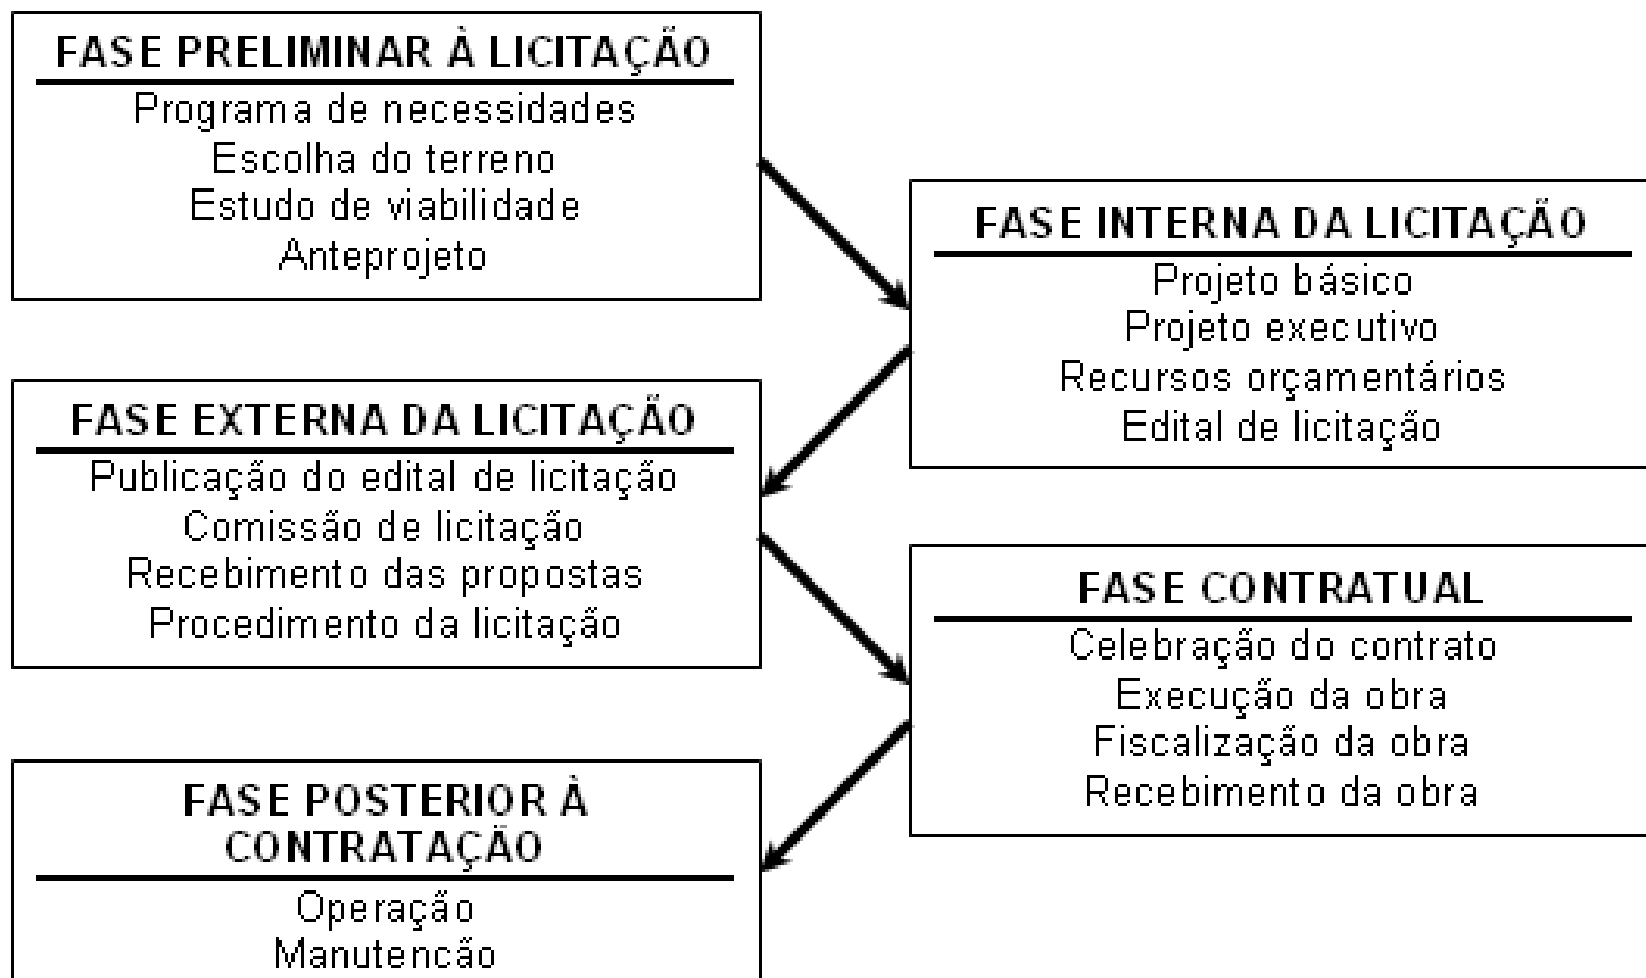 FASE PRELIMINAR À LICITAÇÃO
Programa de necessidades
Escolha do terreno
Estudo de viabilidade
Anteprojeto
FASE INTERNA DA LICITAÇÃO
Projeto básico
Projeto executivo
Recursos orçamentários
Edital de licitação
FASE EXTERNA DA LICITAÇÃO
Publicação do edital de licitação
Comissão de licitação
Recebimento das propostas
Procedimento da licitação
FASE CONTRATUAL
Celebração do contrato
Execução da obra
Fiscalização da obra
Recebimento da obra
FASE POSTERIOR À
CONTRATAÇÃO
Operação
Manutenção